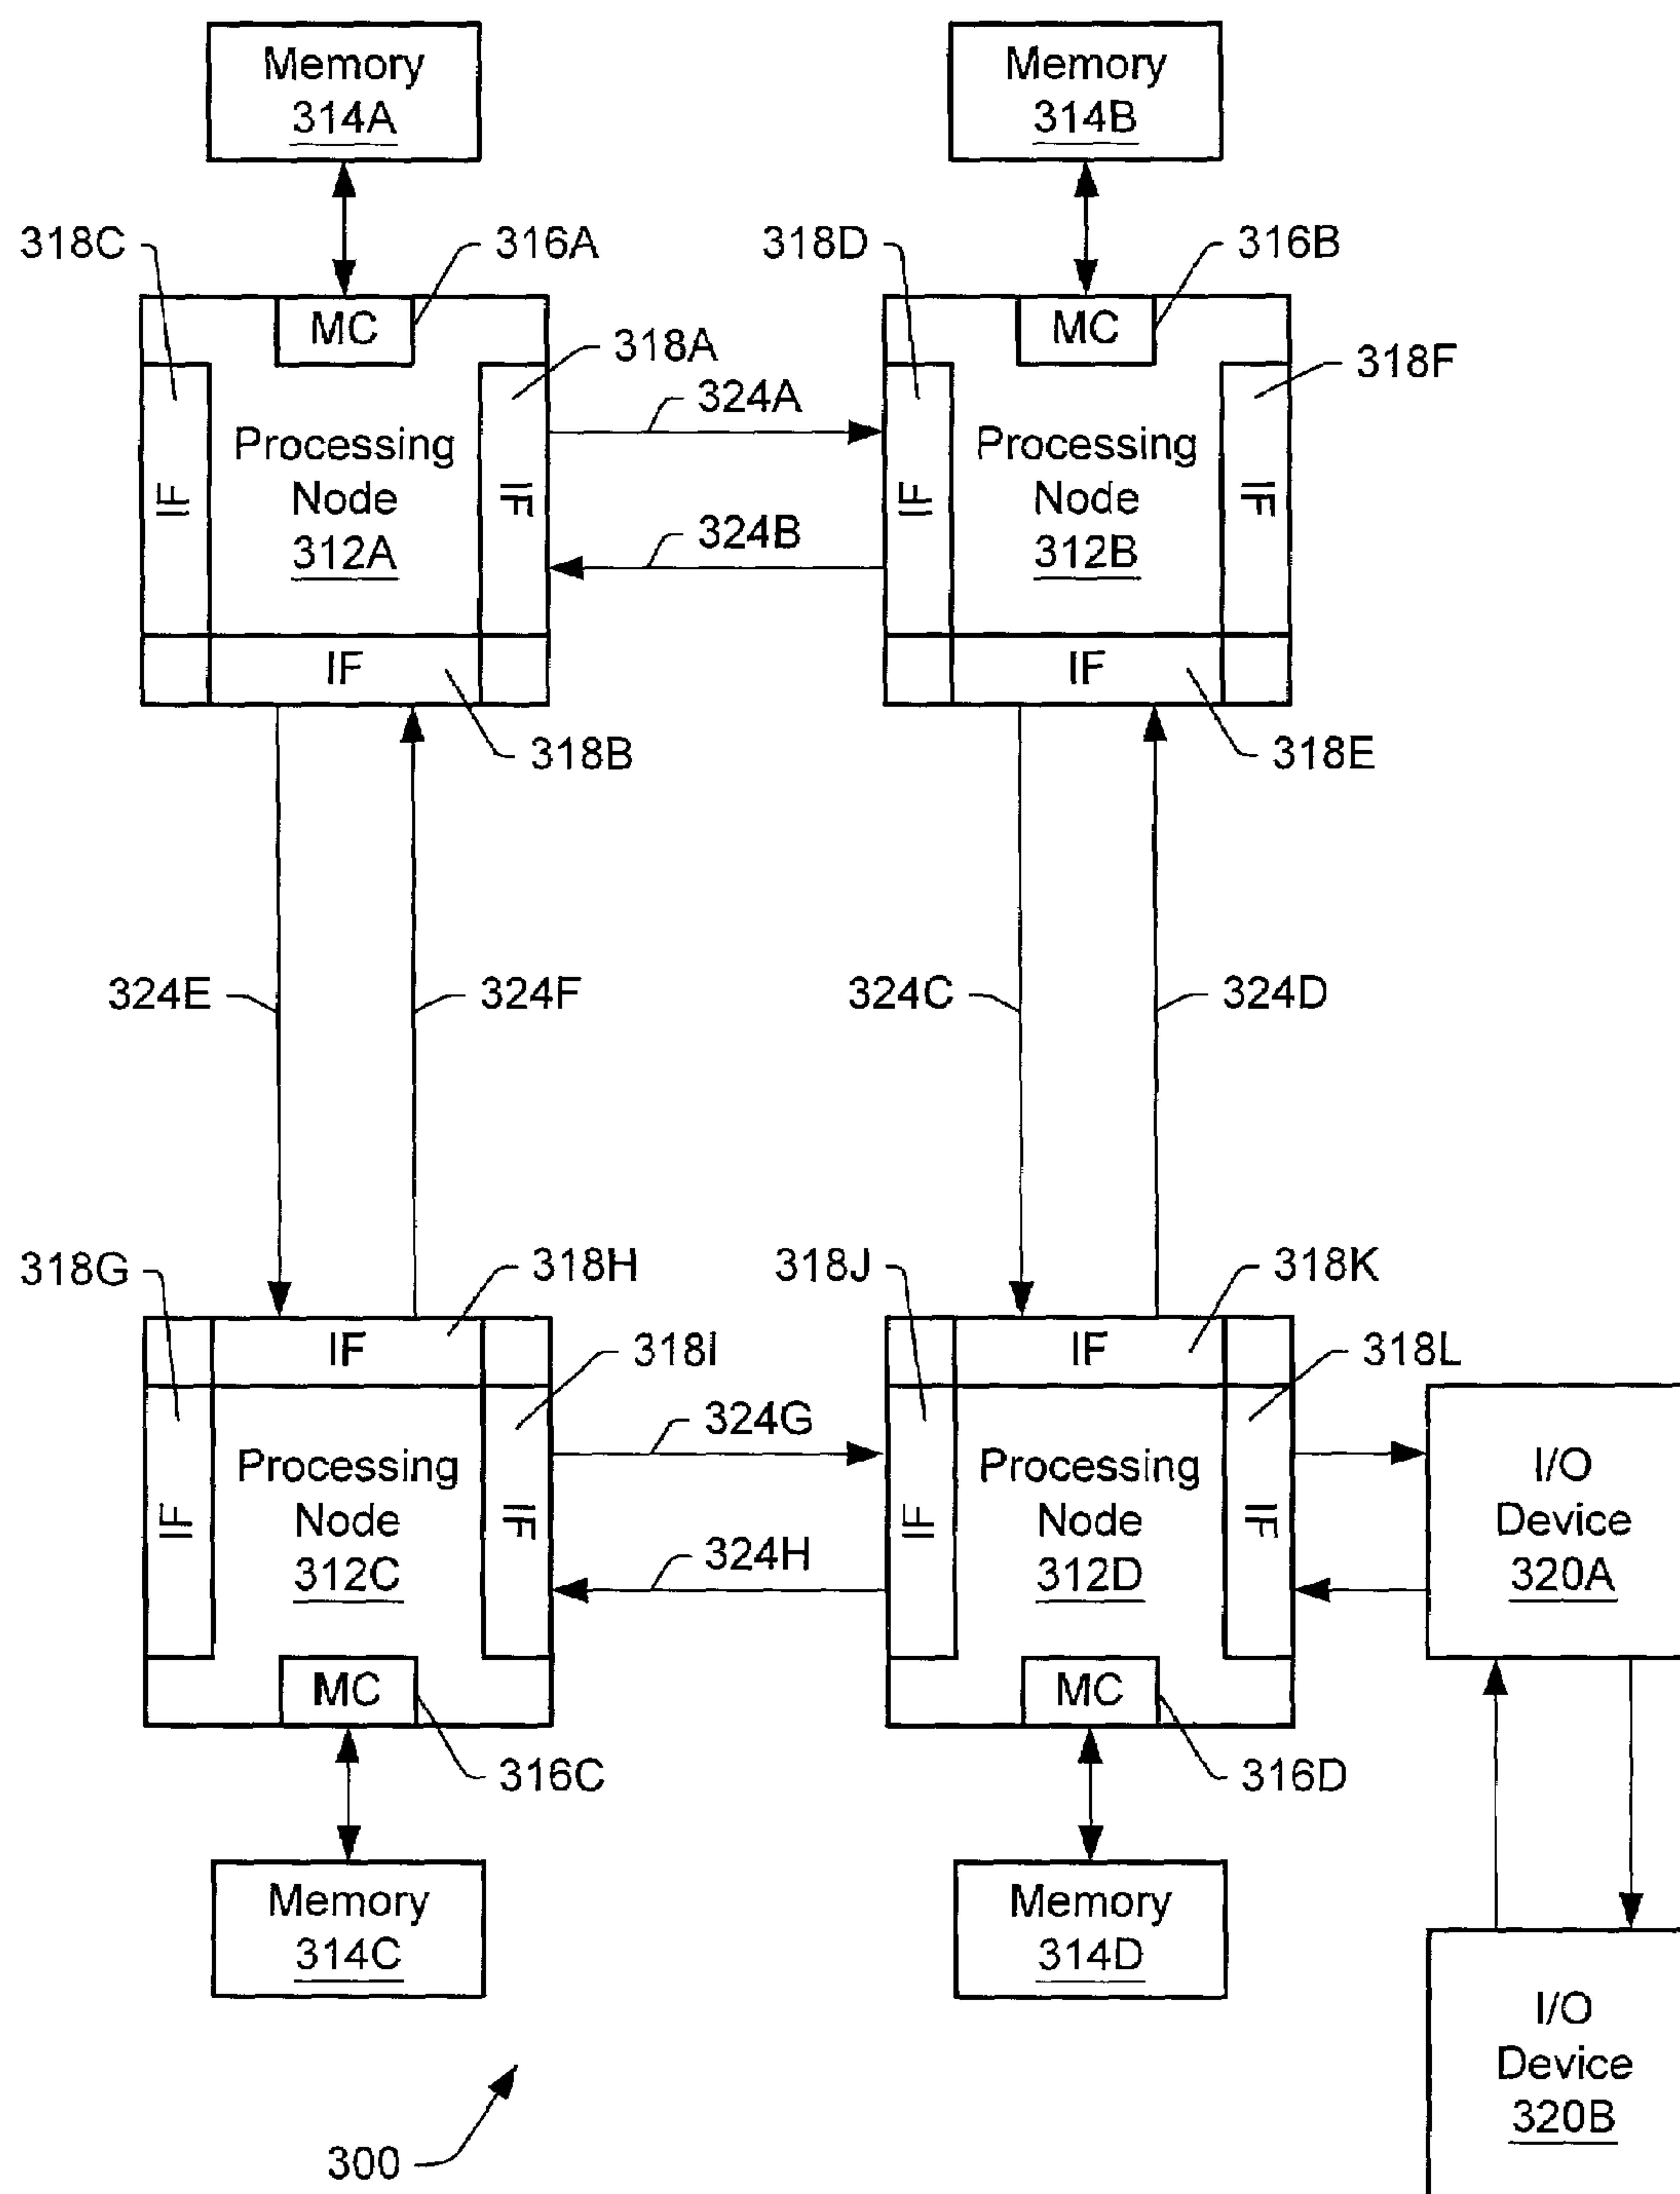 Memory
314A
Memory
314B
318C
316A
318D
316B
MC
318A
MC
318F
324A
Processing
Node
312A
IF
IF
Processing
Node
312B
IF
IF
324B
IF
318B
IF
318E
324E
324F
324C
324D
318G
318H
318J
318K
IF
318I
IF
318L
324G
Processing
Node
312C
IF
IF
Processing
Node
312D
IF
IF
I/O
Device
320A
324H
MC
316C
MC
316D
Memory
314C
Memory
314D
I/O
Device
320B
300